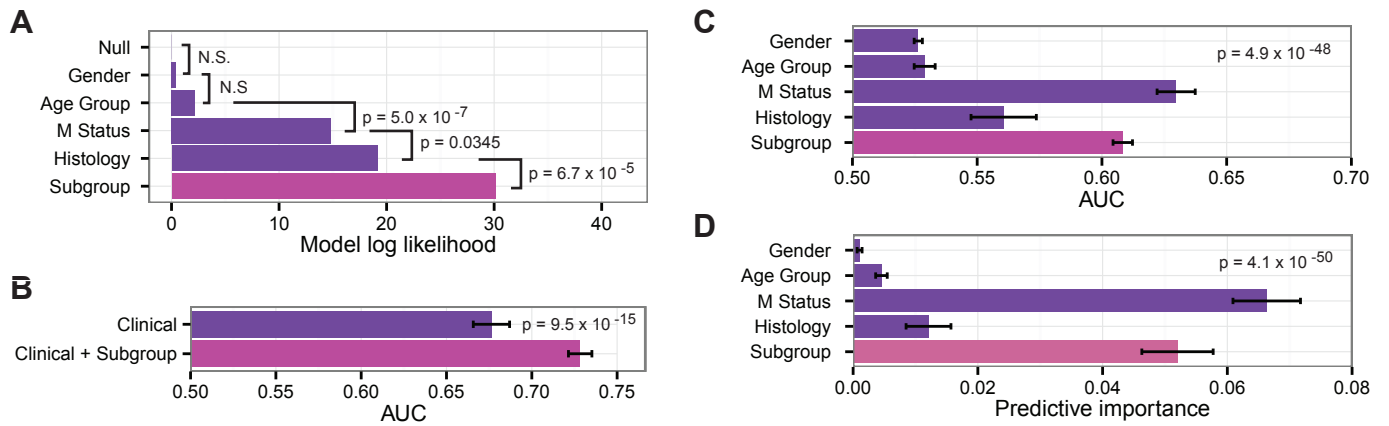 A
Null
Gender
Age Group
M Status
Histology
Subgroup
N.S.
N.S
p = 5.0 x 10 -7
p = 0.0345
p = 6.7 x 10 -5
0 10 20 30 40
Model log likelihood
B
Clinical
Clinical + Subgroup
p = 9.5 x 10 -15
0.50 0.55 0.60 0.65 0.70 0.75
AUC
C
Gender
Age Group
M Status
Histology
Subgroup
p = 4.9 x 10 -48
0.50 0.55 0.60 0.65 0.70
AUC
D
Gender
Age Group
M Status
Histology
Subgroup
p = 4.1 x 10 -50
0.00 0.02 0.04 0.06 0.08
Predictive importance